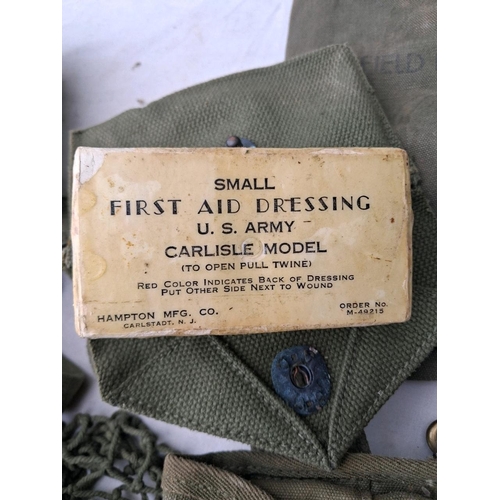 FIELD
SMALL
FIRST AID DRESSING
U. S. ARMY
CARLISLE MODEL
(TO OPEN PULL TWINE)
RED COLOR INDICATES BACK OF DRESSING
PUT OTHER SIDE NEXT TO WOUND
HAMPTON MFG. CO.
CARLSTADT, N. J.
ORDER NO.
M-49715